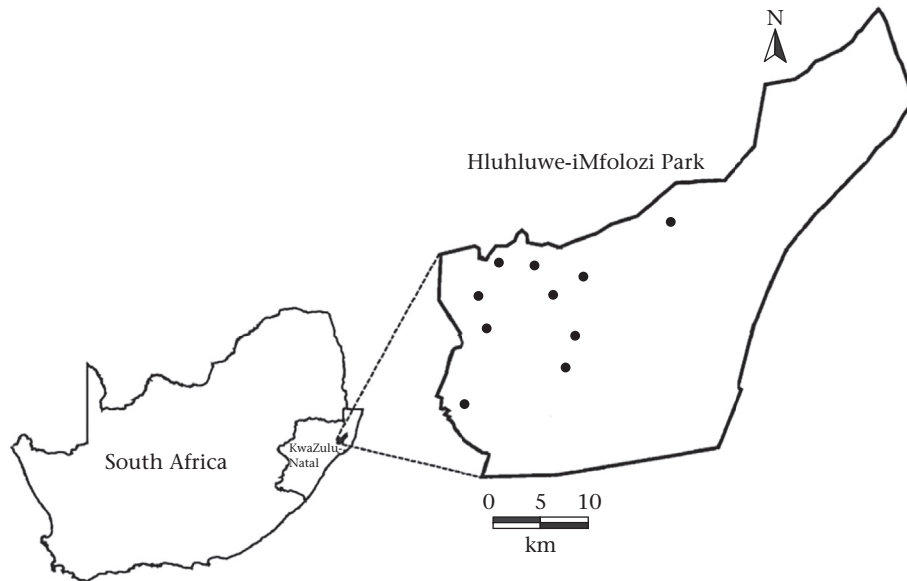 N
Hluhluwe-iMfolozi Park
South Africa
KwaZulu-
Natal
0 5 10
km